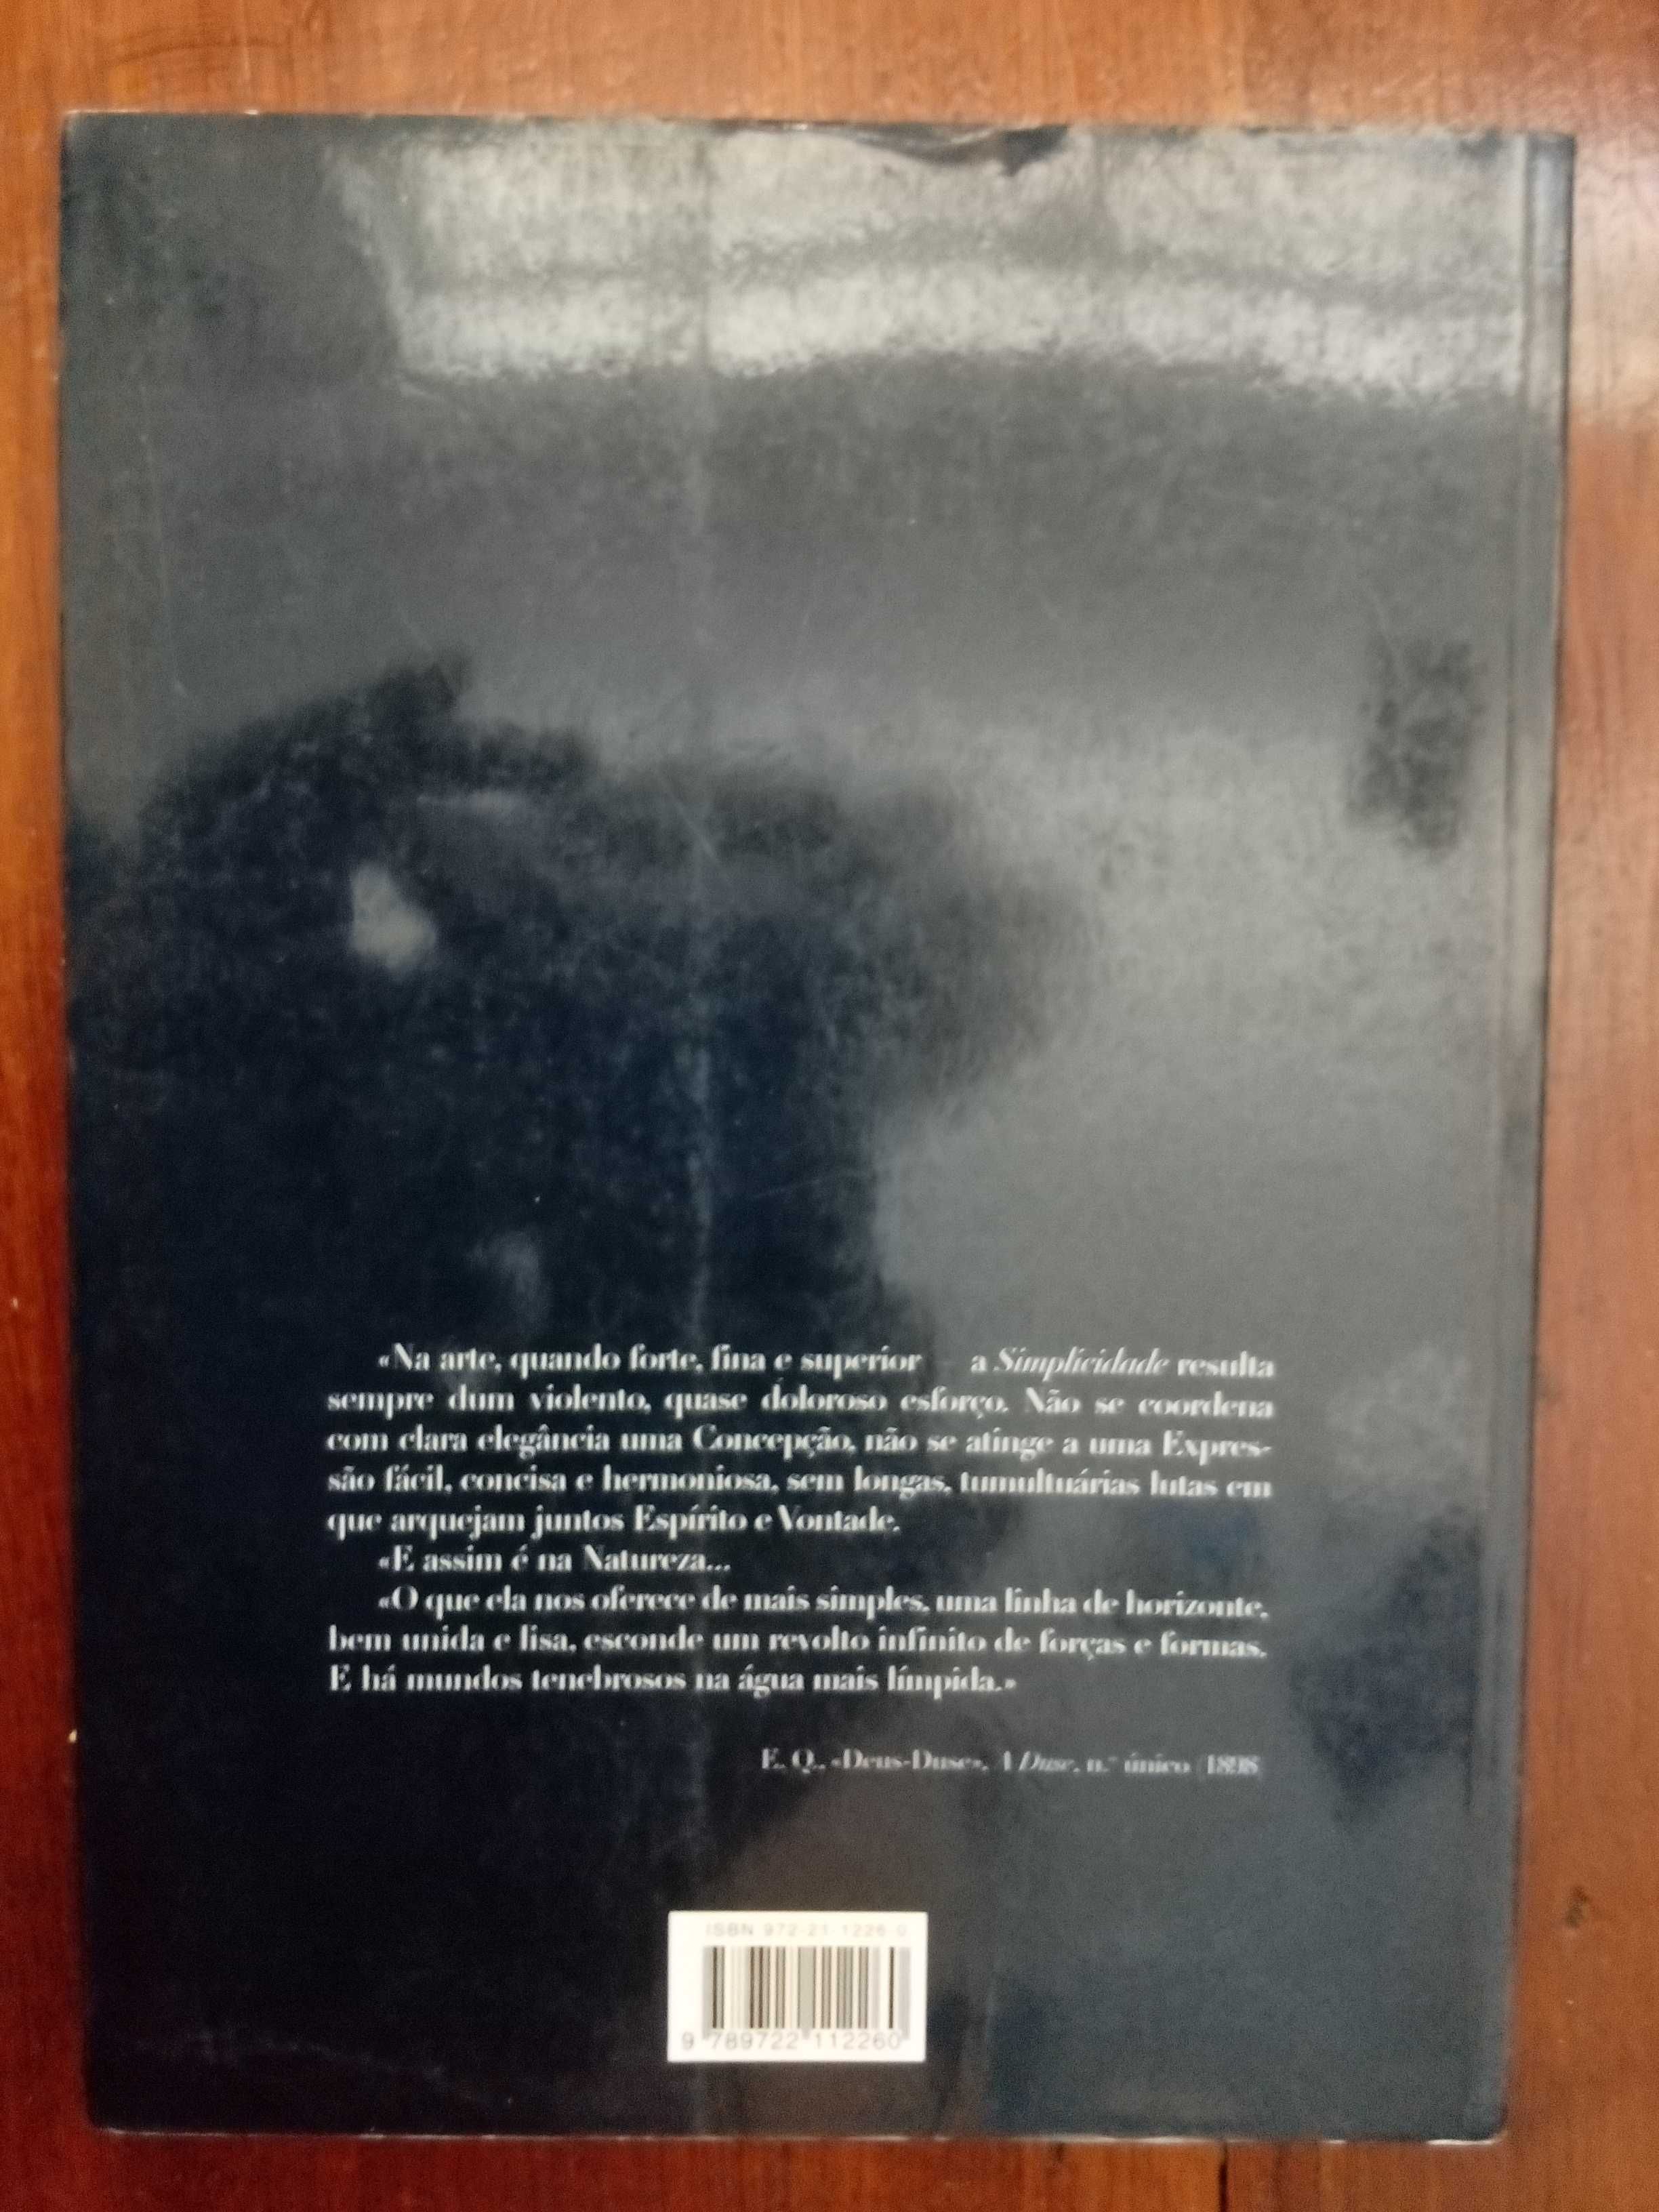 «Na arte, quando forte, fina e superior — a Simplicidade resulta
sempre dum violento, quase doloroso esforço. Não se coordena
com clara elegância uma Concepção, não se atinge a uma Expres-
são fácil, concisa e hermoniosa, sem longas, tumultuárias lutas em
que arquejam juntos Espírito e Vontade.
«E assim é na Natureza...
«O que ela nos oferece de mais simples, uma linha de horizonte,
bem unida e lisa, esconde um revolto infinito de forças e formas.
E há mundos tenebrosos na água mais límpida.»
E. Q., «Deus-Duse», A Duse, n.º único (1898)
ISBN 972-21-1226-0
9 789722 112260